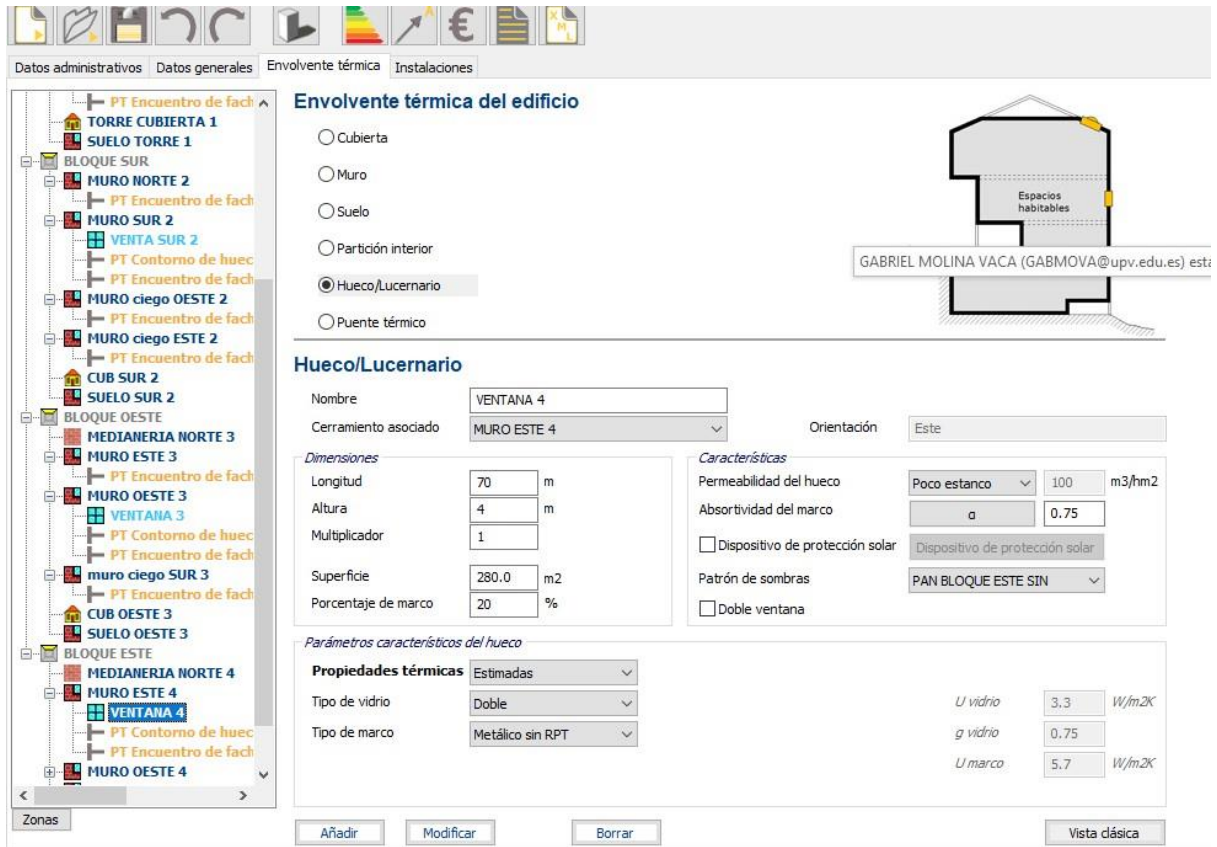 A
€
X
M
L
Datos administrativos Datos generales Envolvente térmica Instalaciones
PT Encuentro de fach
TORRE CUBIERTA 1
SUELO TORRE 1
BLOQUE SUR
MURO NORTE 2
PT Encuentro de fach
MURO SUR 2
VENTA SUR 2
PT Contorno de huec
PT Encuentro de fach
MURO ciego OESTE 2
PT Encuentro de fach
MURO ciego ESTE 2
PT Encuentro de fach
CUB SUR 2
SUELO SUR 2
BLOQUE OESTE
MEDIANERIA NORTE 3
MURO ESTE 3
PT Encuentro de fach
MURO OESTE 3
VENTANA 3
PT Contorno de huec
PT Encuentro de fach
muro ciego SUR 3
PT Encuentro de fach
CUB OESTE 3
SUELO OESTE 3
BLOQUE ESTE
MEDIANERIA NORTE 4
MURO ESTE 4
VENTANA 4
PT Contorno de huec
PT Encuentro de fach
MURO OESTE 4
Zonas
Envolvente térmica del edificio
Cubierta
Muro
Suelo
Partición interior
Hueco/Lucernario
Puente térmico
Espacios
habitables
GABRIEL MOLINA VACA (GABMOVA@upv.edu.es) está
Hueco/Lucernario
Nombre VENTANA 4
Cerramiento asociado MURO ESTE 4 Orientación Este
Dimensiones
Longitud 70 m
Altura 4 m
Multiplicador 1
Superficie 280.0 m2
Porcentaje de marco 20 %
Características
Permeabilidad del hueco Poco estanco 100 m3/hm2
Absortividad del marco α 0.75
Dispositivo de protección solar Dispositivo de protección solar
Patrón de sombras PAN BLOQUE ESTE SIN
Doble ventana
Parámetros característicos del hueco
Propiedades térmicas Estimadas
Tipo de vidrio Doble U vidrio 3.3 W/m2K
Tipo de marco Metálico sin RPT g vidrio 0.75
U marco 5.7 W/m2K
Añadir Modificar Borrar Vista clásica